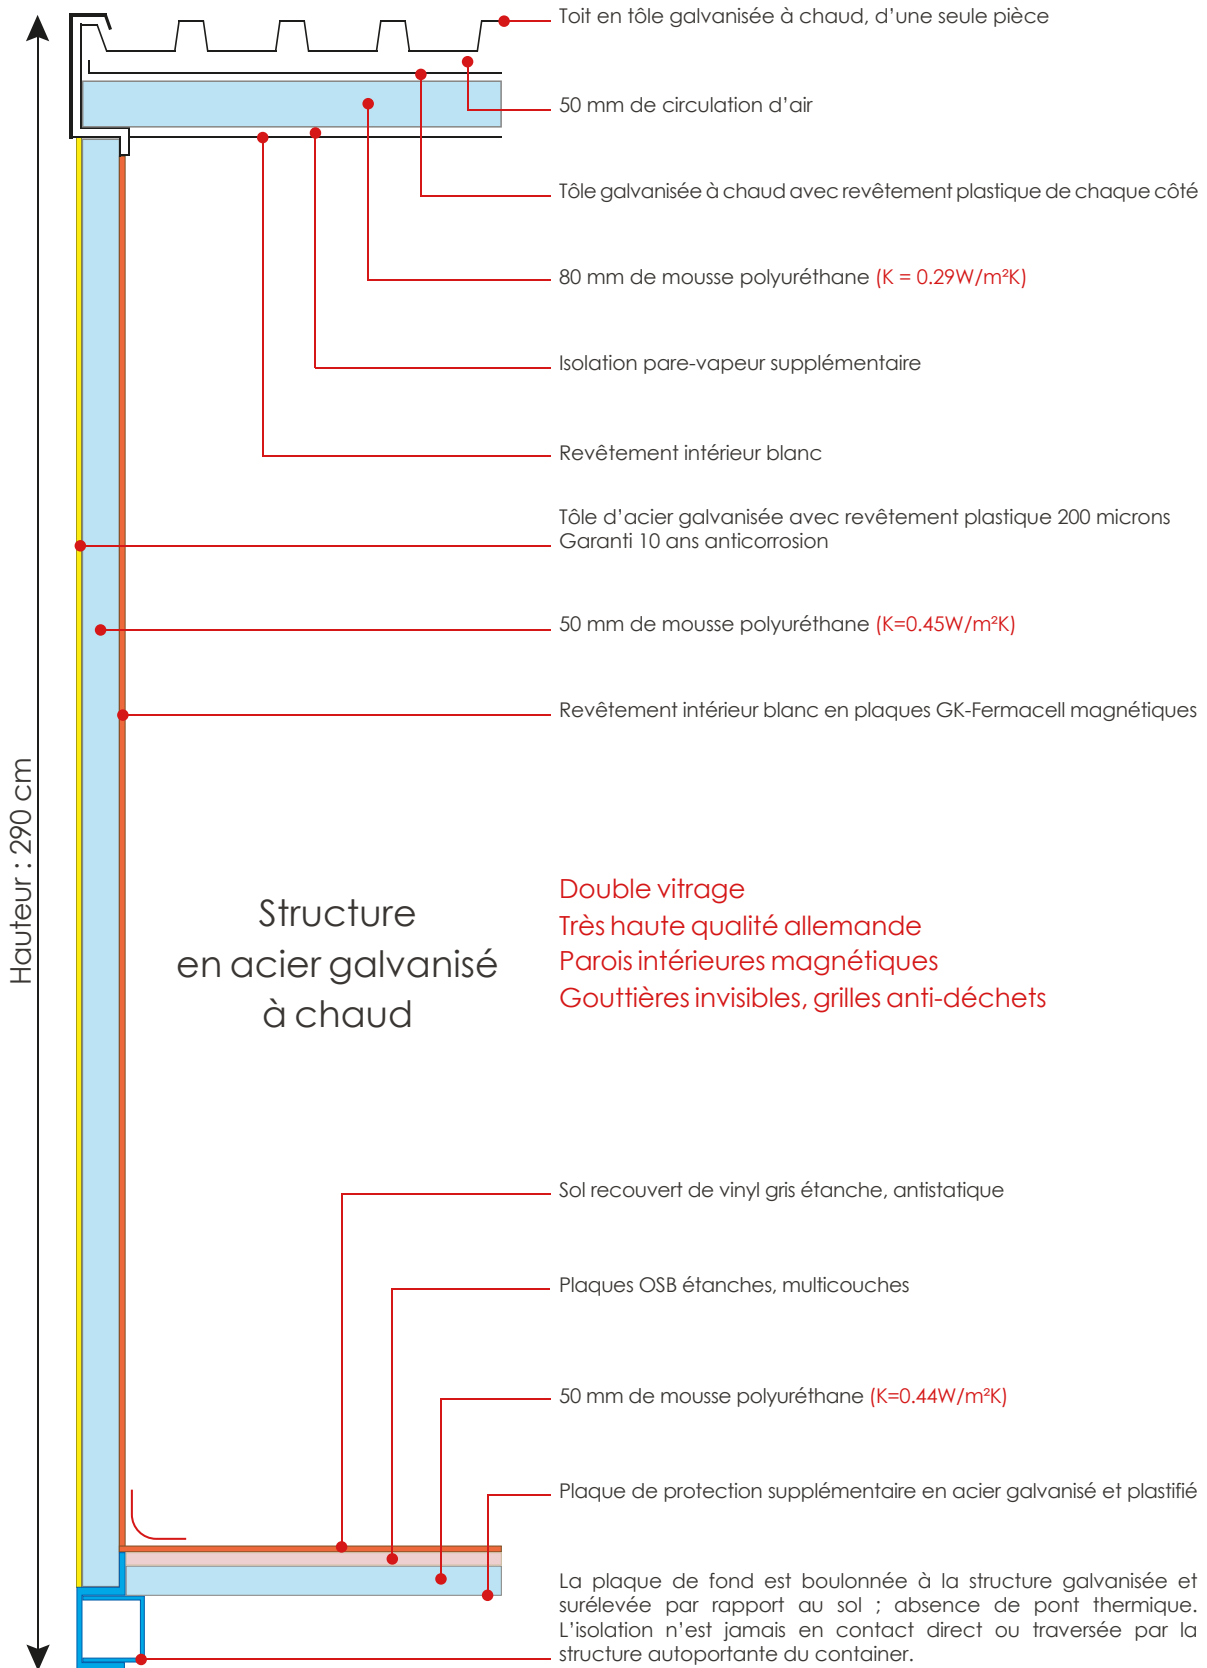 Toit en tôle galvanisée à chaud, d’une seule pièce
50 mm de circulation d’air
Tôle galvanisée à chaud avec revêtement plastique de chaque côté
80 mm de mousse polyuréthane (K = 0.29W/m²K)
Isolation pare-vapeur supplémentaire
Revêtement intérieur blanc
Tôle d’acier galvanisée avec revêtement plastique 200 microns
Garanti 10 ans anticorrosion
50 mm de mousse polyuréthane (K=0.45W/m²K)
Revêtement intérieur blanc en plaques GK-Fermacell magnétiques
Hauteur : 290 cm
Structure
en acier galvanisé
à chaud
Double vitrage
Très haute qualité allemande
Parois intérieures magnétiques
Gouttières invisibles, grilles anti-déchets
Sol recouvert de vinyl gris étanche, antistatique
Plaques OSB étanches, multicouches
50 mm de mousse polyuréthane (K=0.44W/m²K)
Plaque de protection supplémentaire en acier galvanisé et plastifié
La plaque de fond est boulonnée à la structure galvanisée et
surélevée par rapport au sol ; absence de pont thermique.
L’isolation n’est jamais en contact direct ou traversée par la
structure autoportante du container.